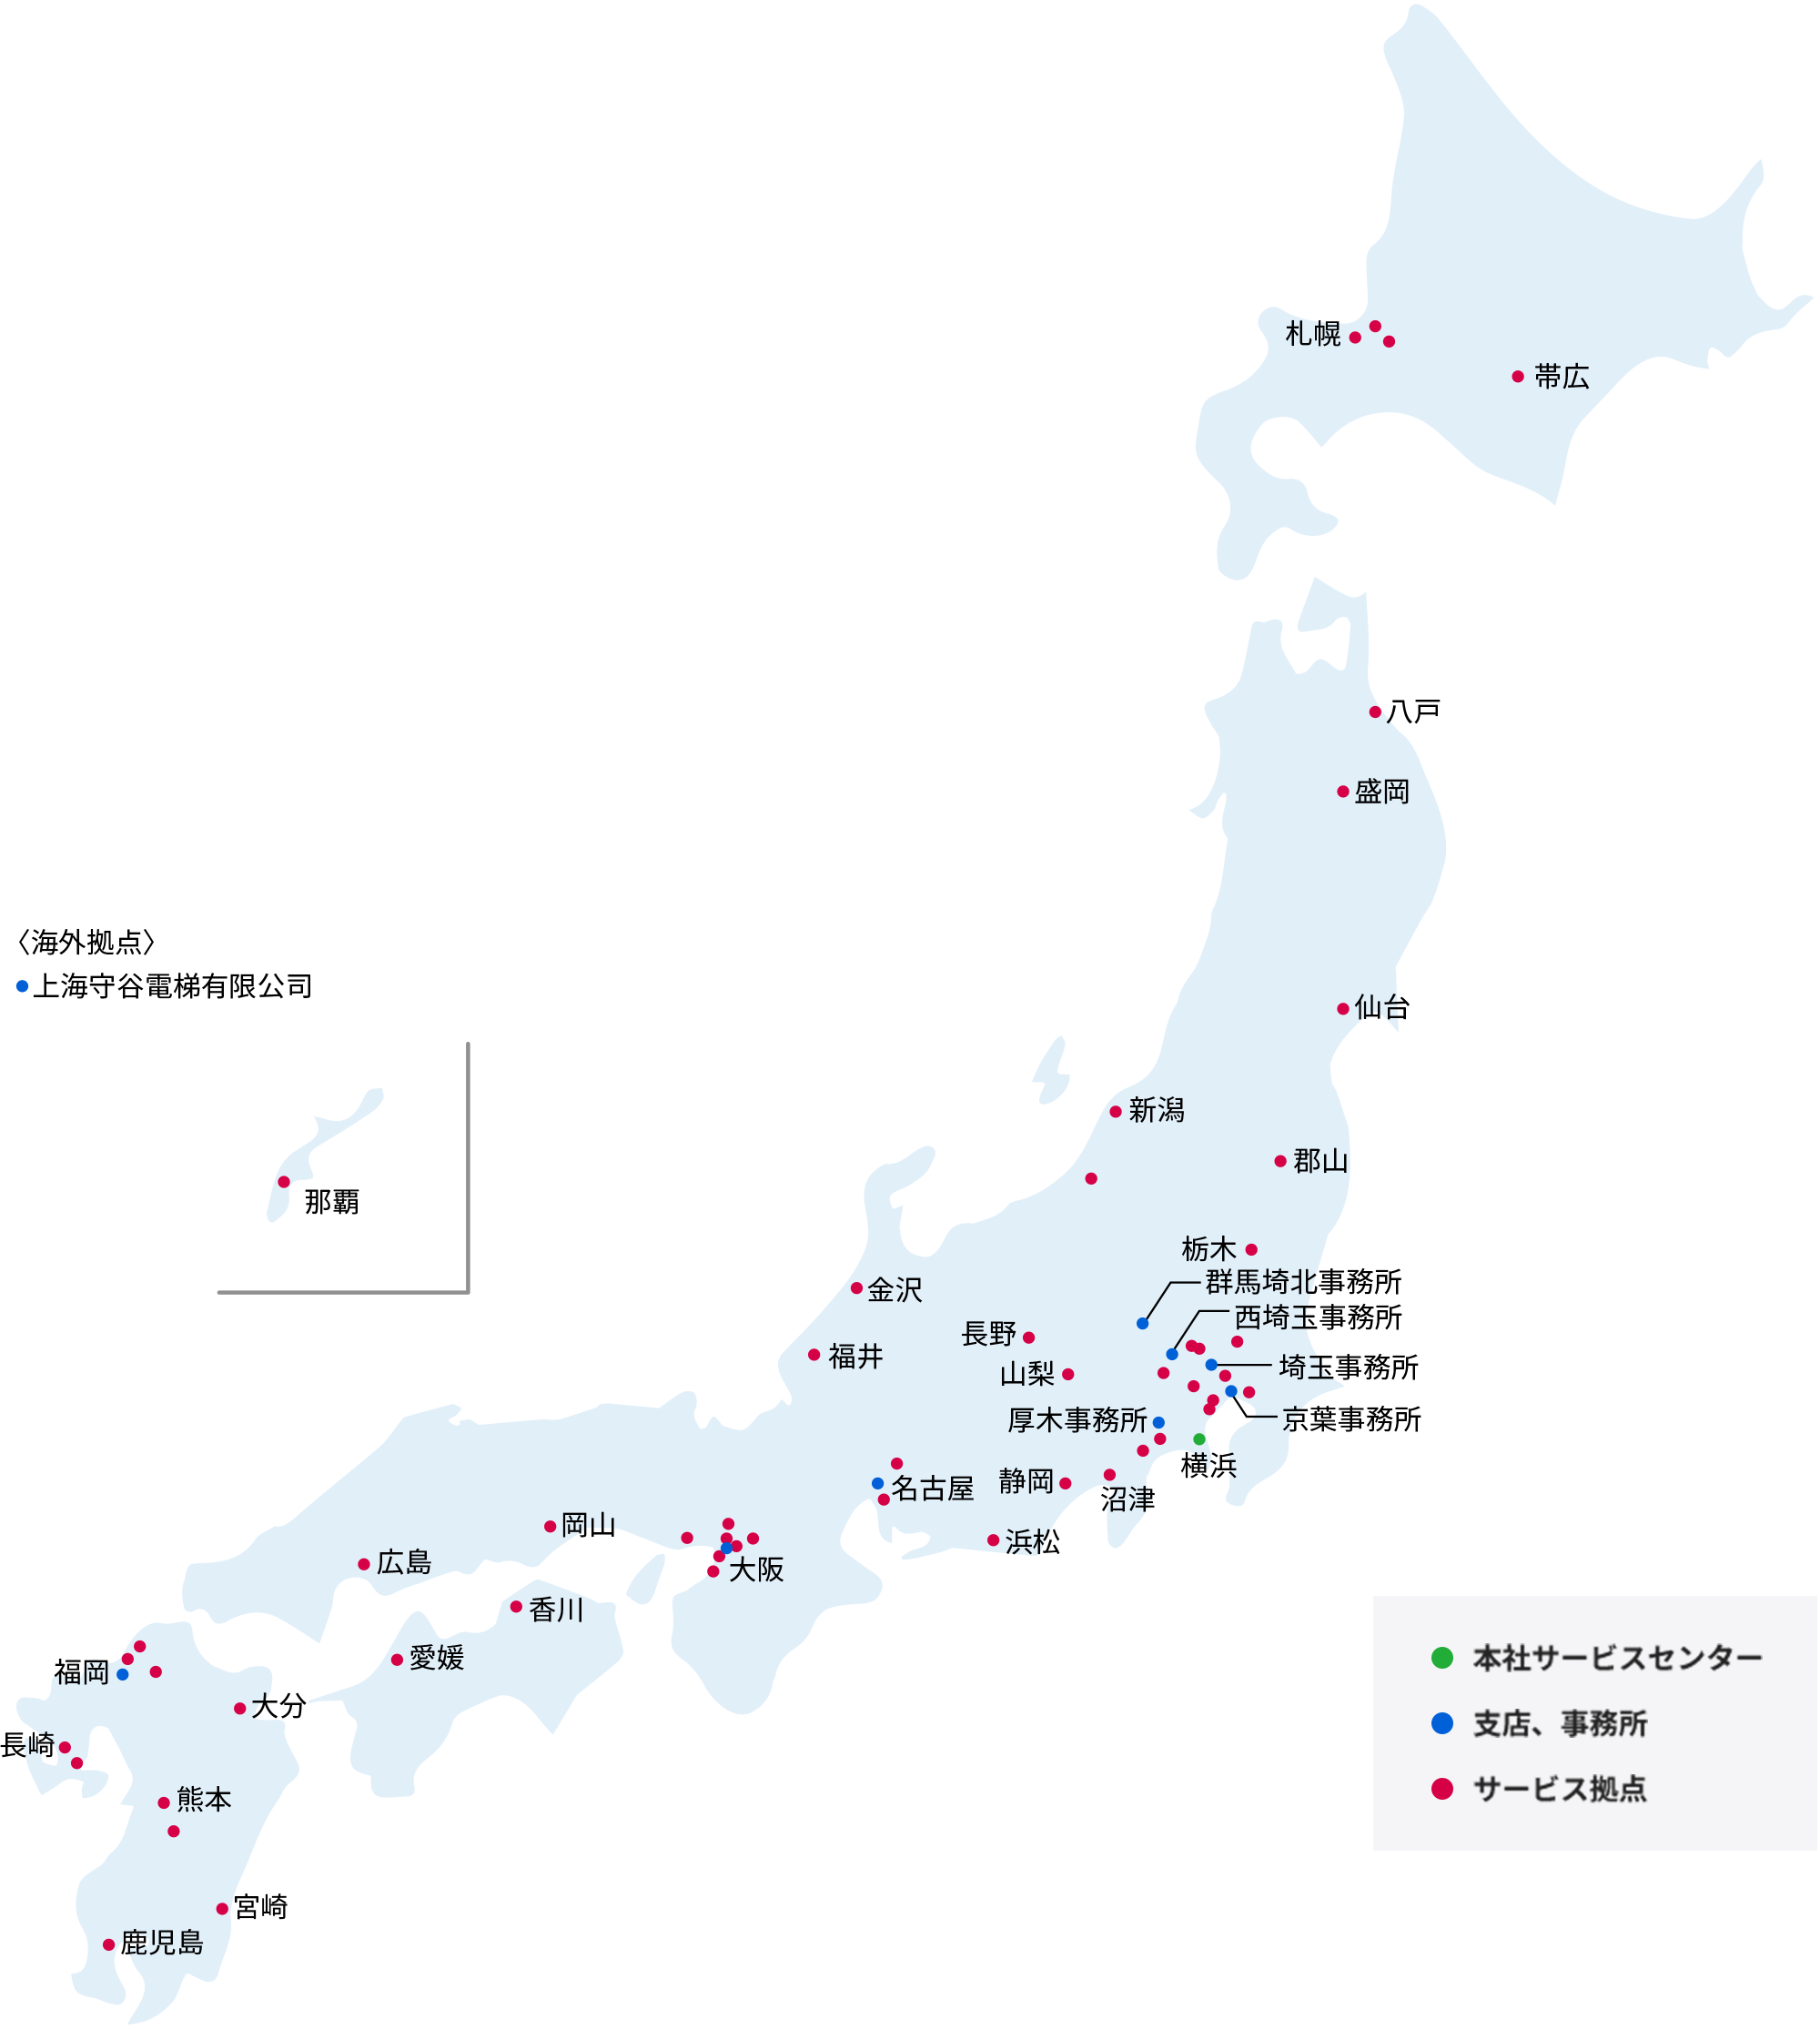 札幌
帯広
八戸
盛岡
〈海外拠点〉
上海守谷電梯有限公司
仙台
新潟
郡山
那覇
栃木
群馬埼北事務所
金沢
西埼玉事務所
長野
福井
埼玉事務所
山梨
厚木事務所
京葉事務所
横浜
静岡
名古屋
沼津
岡山
浜松
広島
大阪
香川
愛媛
福岡
大分
長崎
熊本
宮崎
鹿児島
本社サービスセンター
支店、事務所
サービス拠点